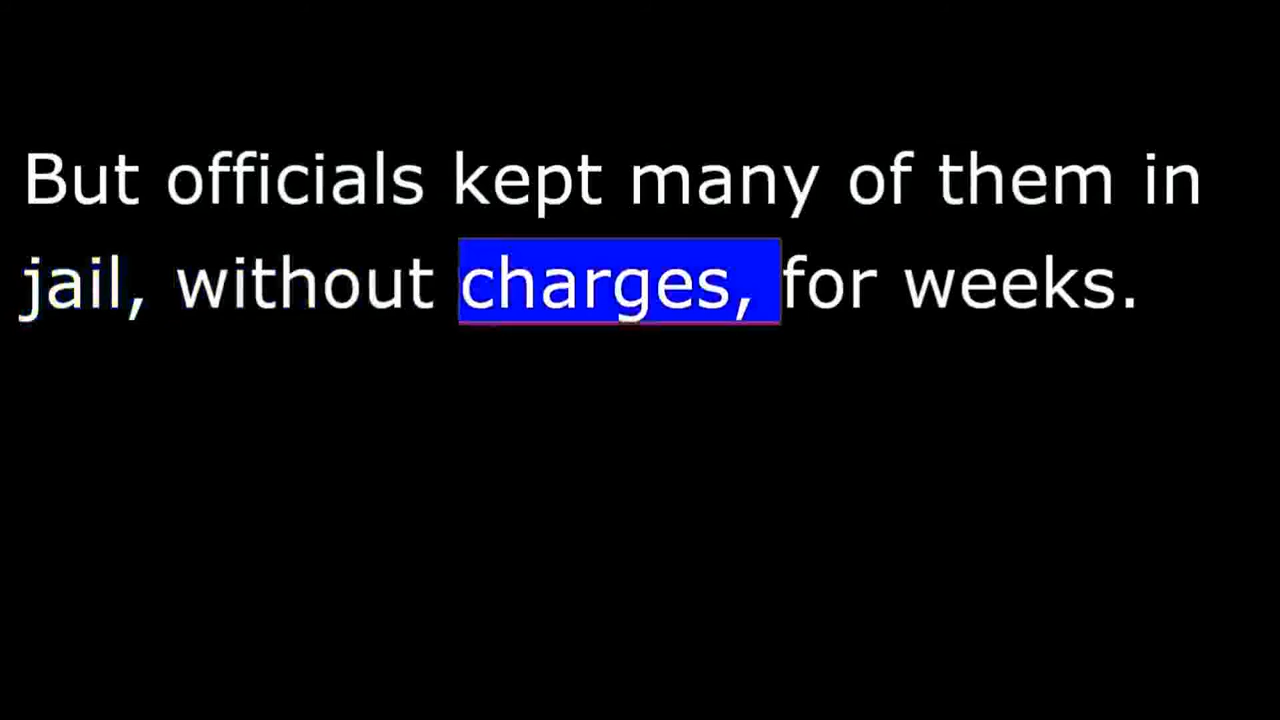 But officials kept many of them in
jail, without charges, for weeks.